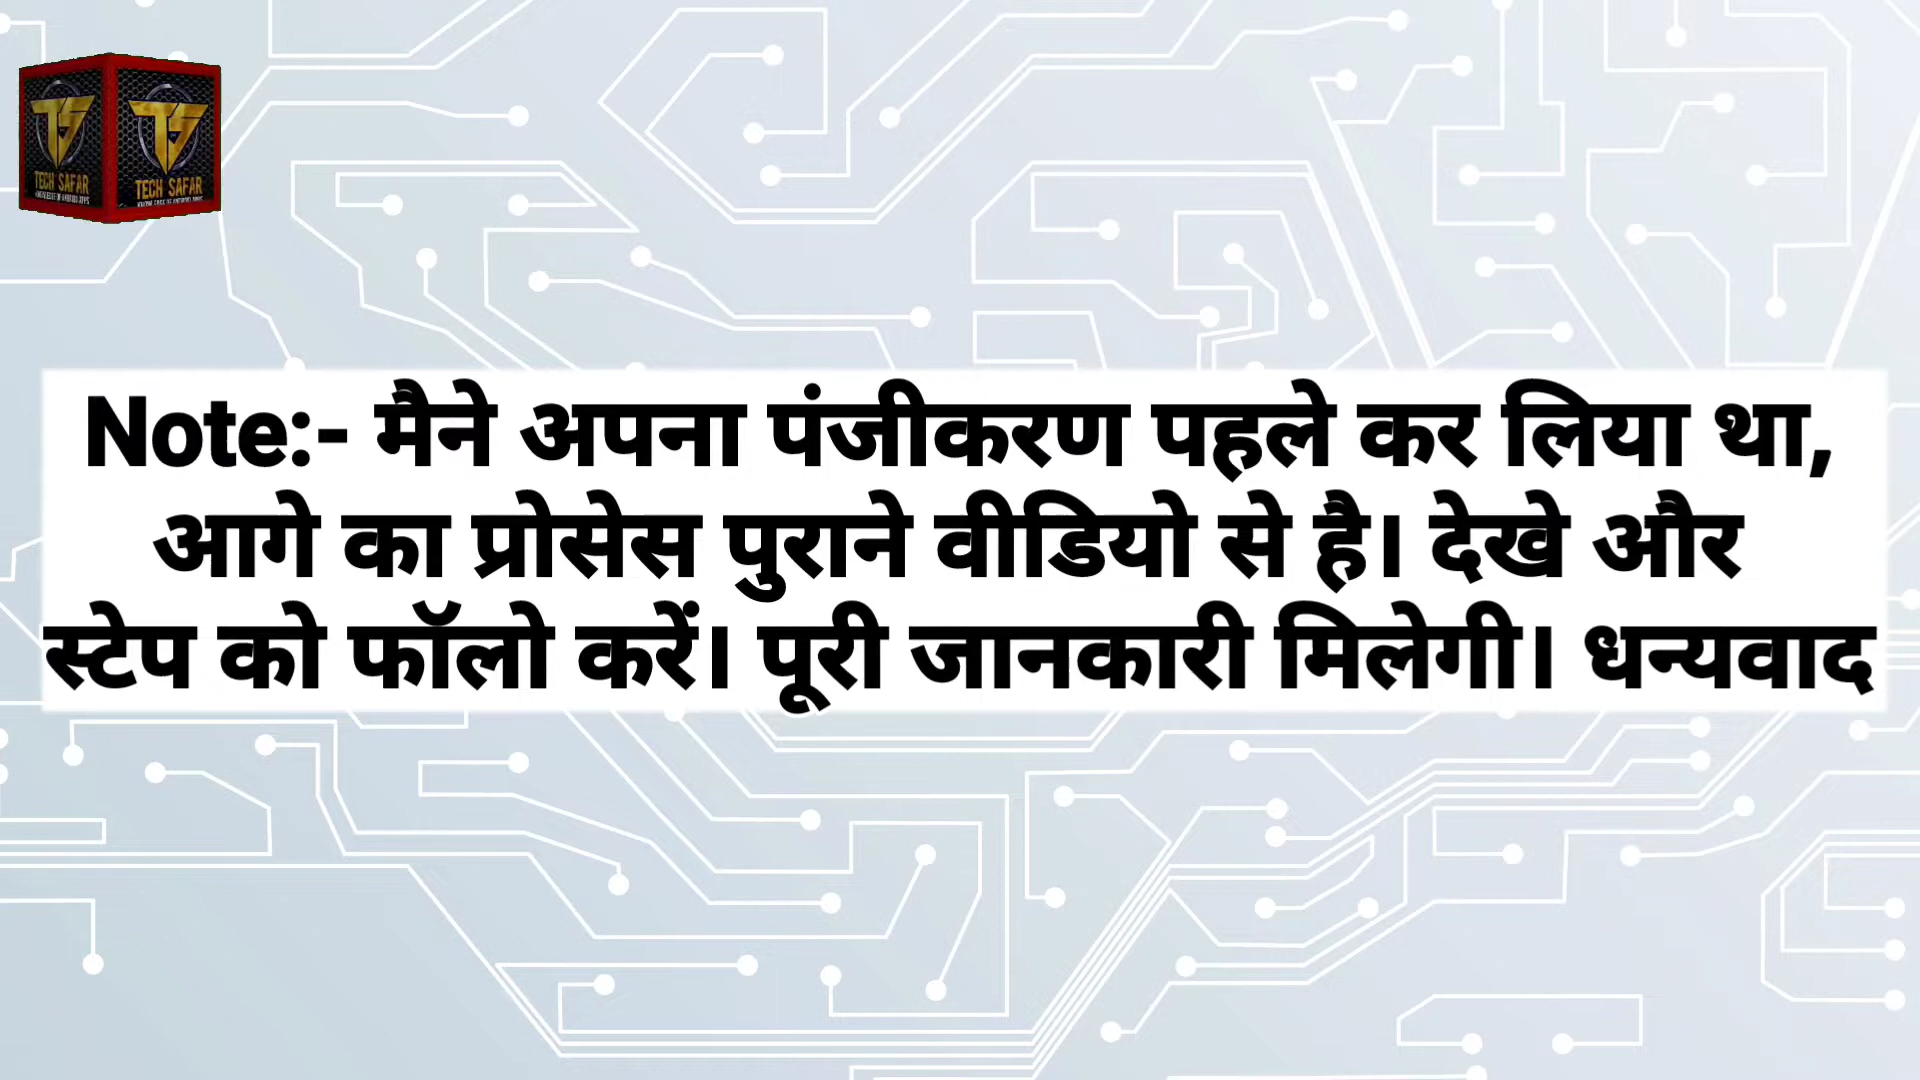 TECH SAFAR
TECH SAFAR
Note:- मैने अपना पंजीकरण पहले कर लिया था,
आगे का प्रोसेस पुराने वीडियो से है। देखे और
स्टेप को फॉलो करें। पूरी जानकारी मिलेगी। धन्यवाद